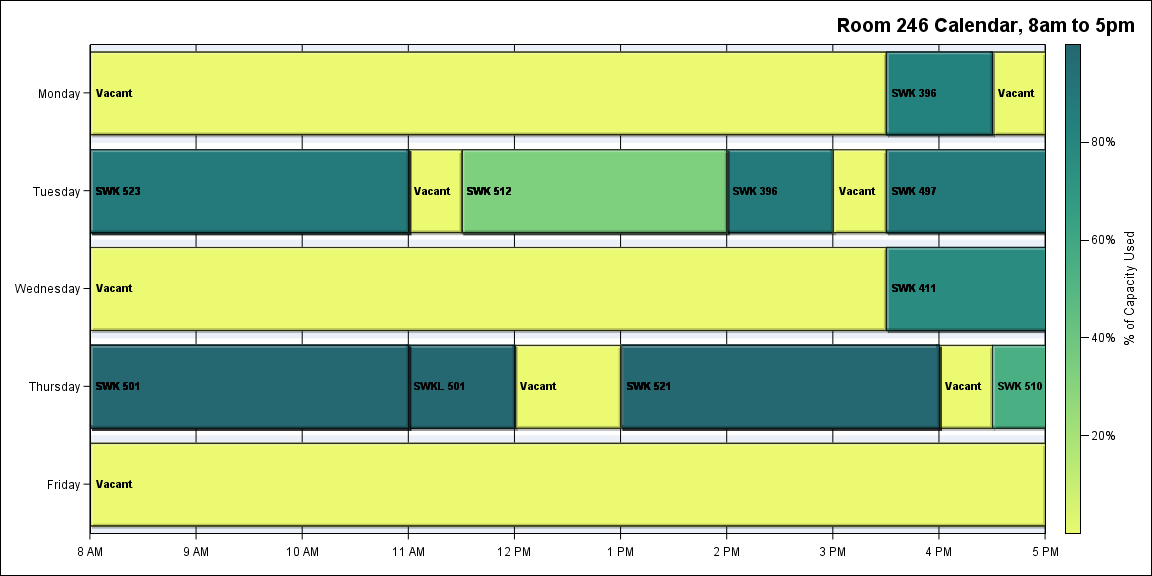 Room 246 Calendar, 8am to 5pm
Monday
Vacant
SWK 396
Vacant
80%
Tuesday
SWK 523
Vacant
SWK 512
SWK 396
Vacant
SWK 497
60%
% of Capacity Used
Wednesday
Vacant
SWK 411
40%
Thursday
SWK 501
SWKL 501
Vacant
SWK 521
Vacant
SWK 510
20%
Friday
Vacant
8 AM
9 AM
10 AM
11 AM
12 PM
1 PM
2 PM
3 PM
4 PM
5 PM